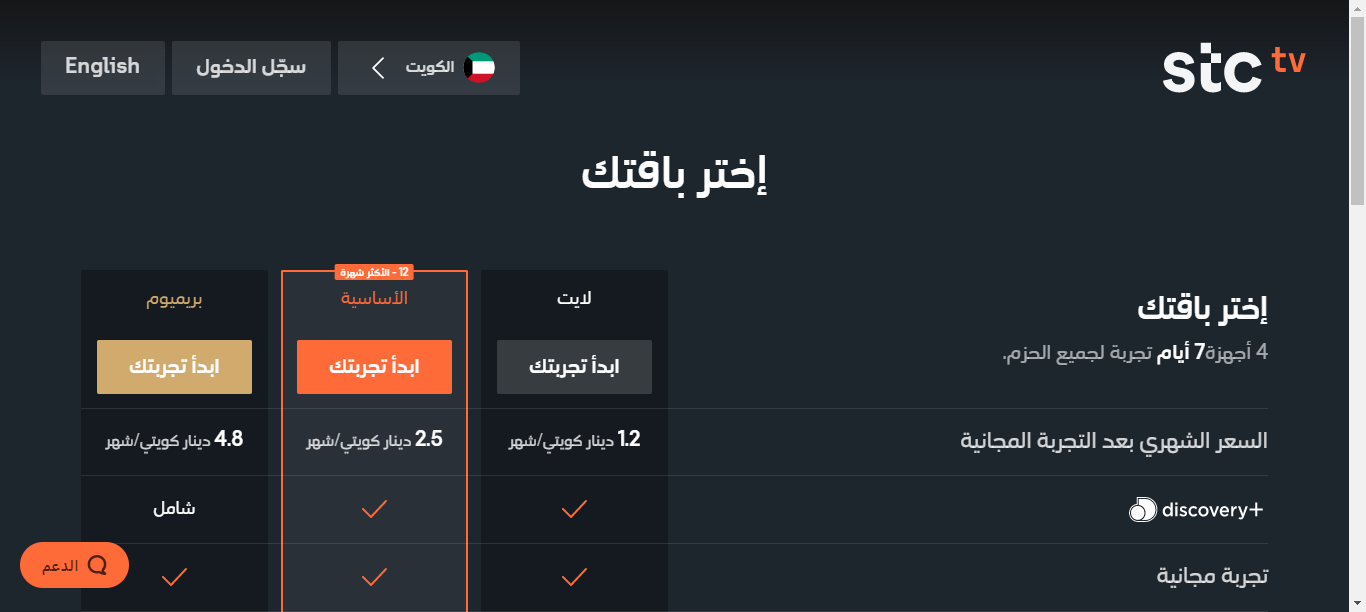 stc tv
الكويت
سجّل الدخول
English
إختر باقتك
إختر باقتك
4 أجهزة7 أيام تجربة لجميع الحزم.
لايت
ابدأ تجربتك
12 - الأكثر شهرة
الأساسية
ابدأ تجربتك
بريميوم
ابدأ تجربتك
السعر الشهري بعد التجربة المجانية
1.2 دينار كويتي/شهر
2.5 دينار كويتي/شهر
4.8 دينار كويتي/شهر
discovery+
شامل
تجربة مجانية
الدعم